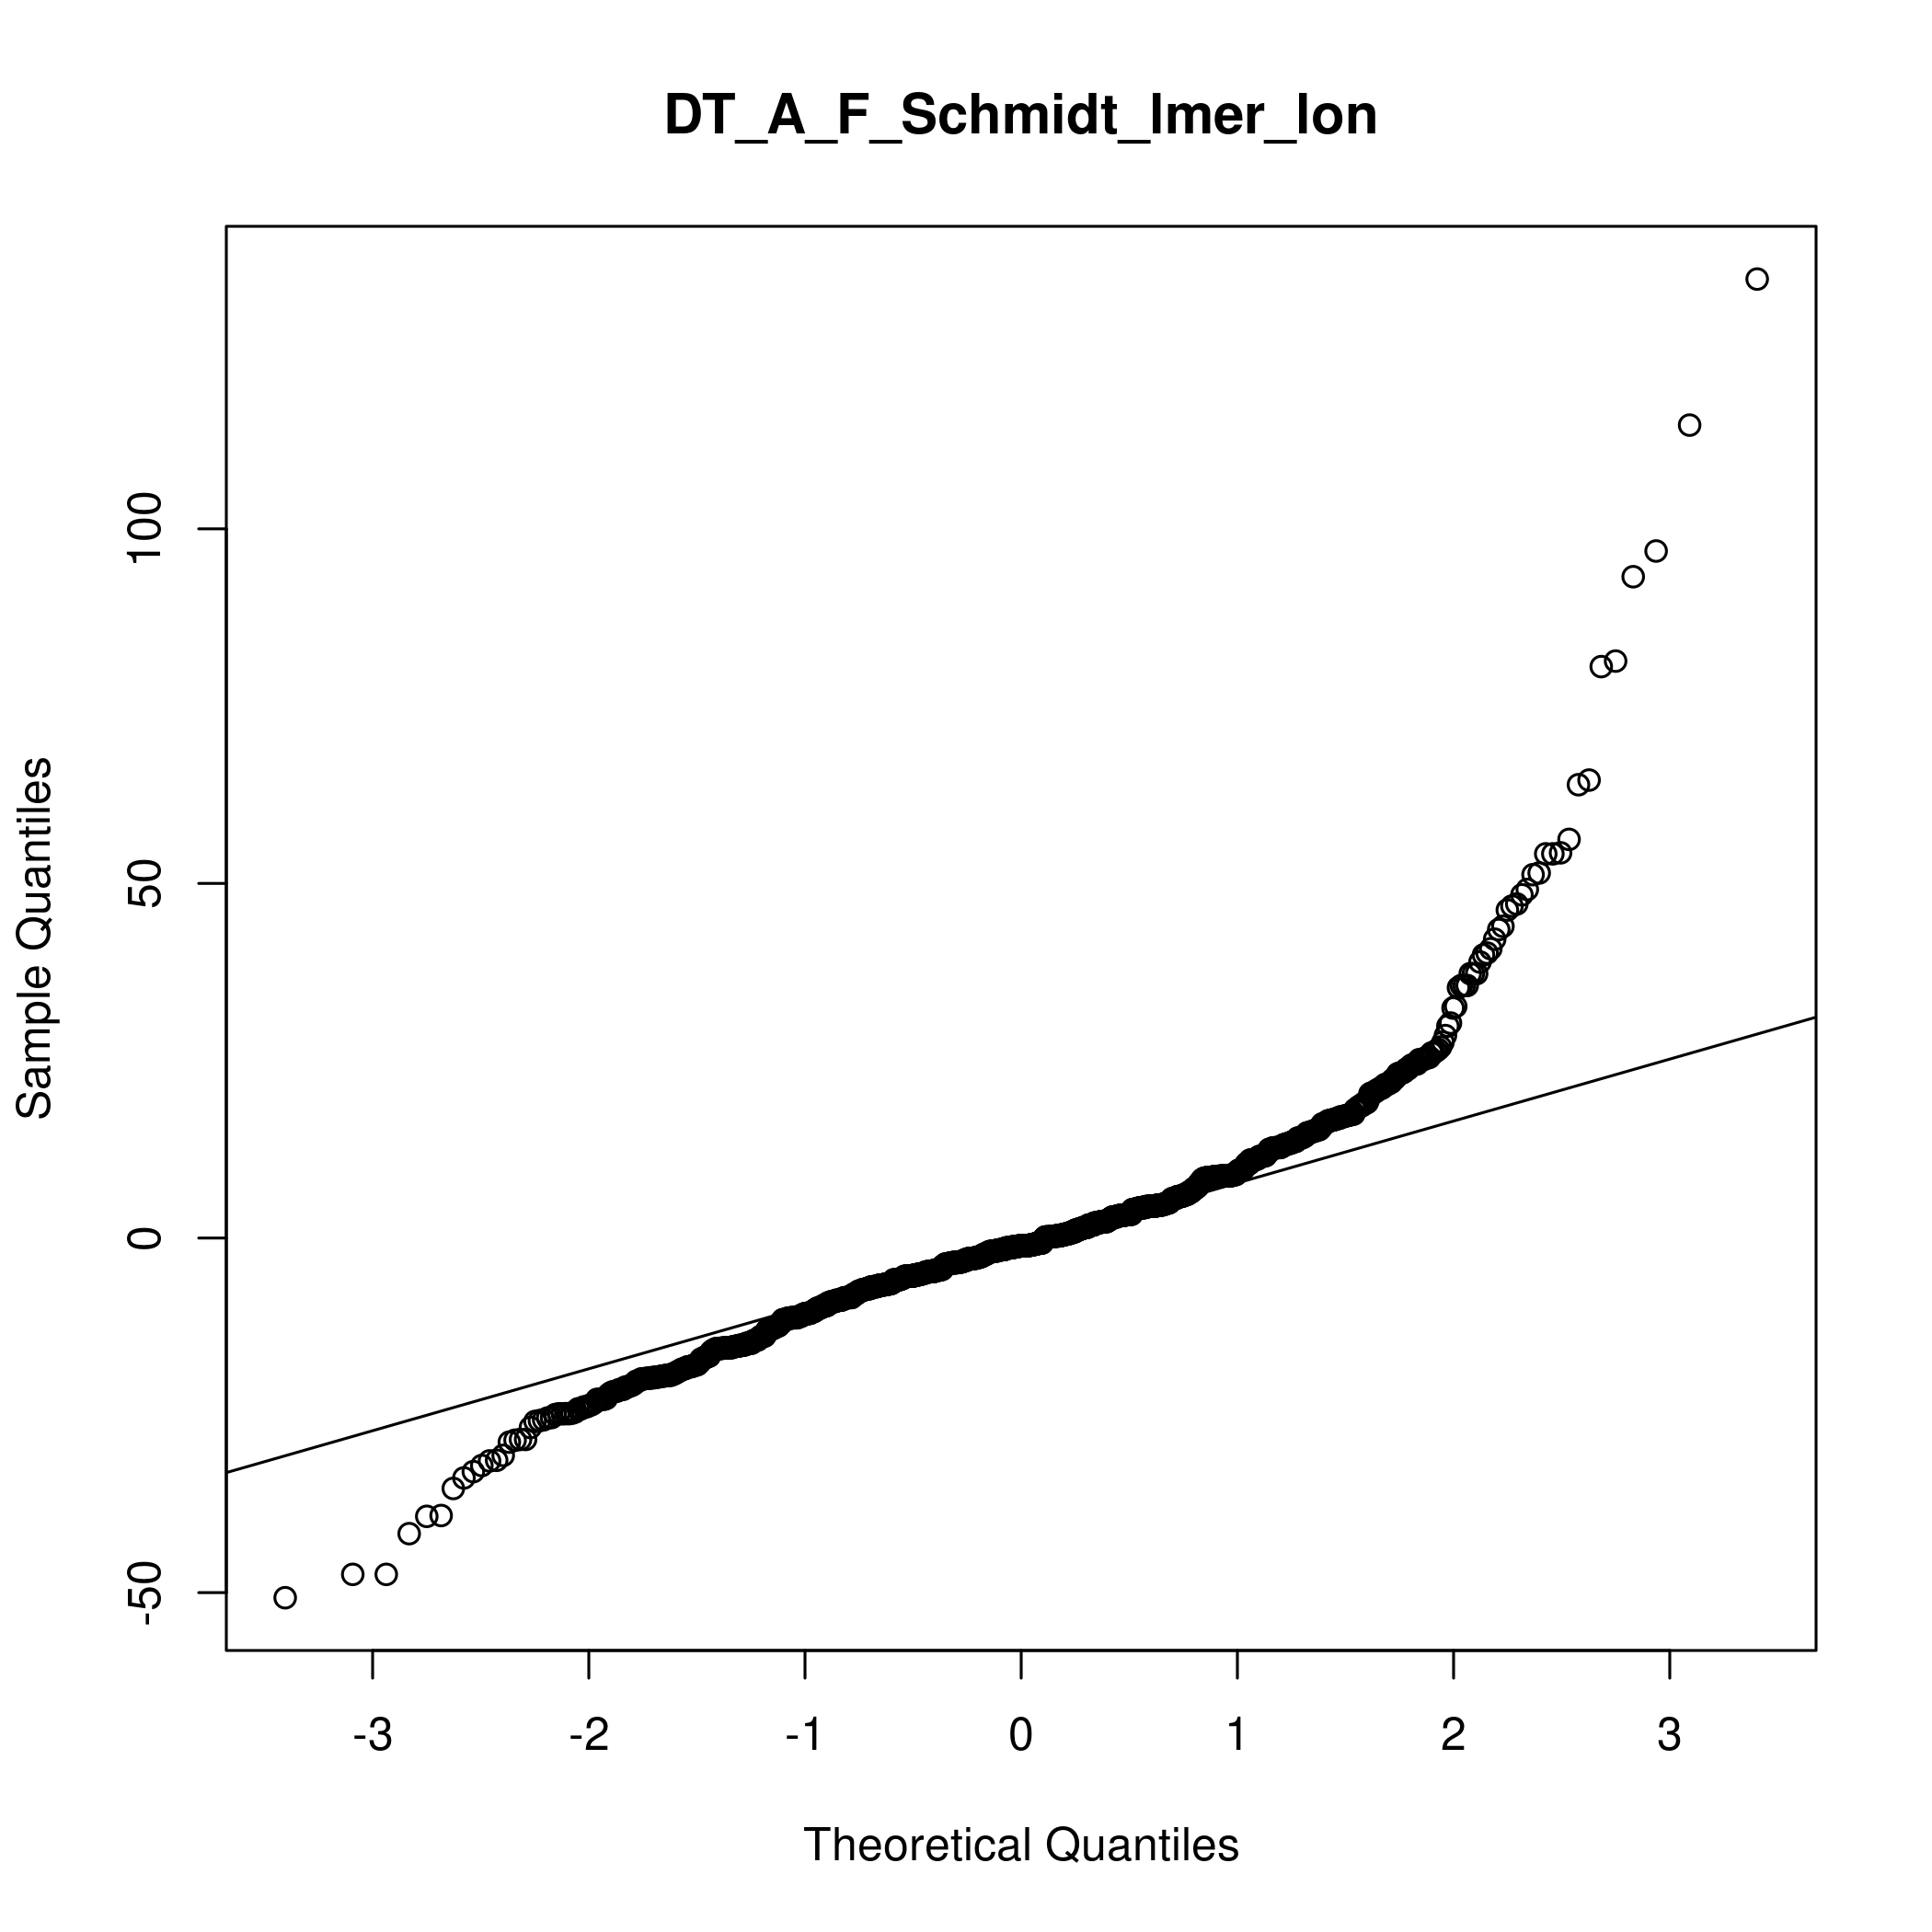 DT_A_F_Schmidt_lmer_lon
Sample Quantiles
100
50
0
-50
-3 -2 -1 0 1 2 3
Theoretical Quantiles